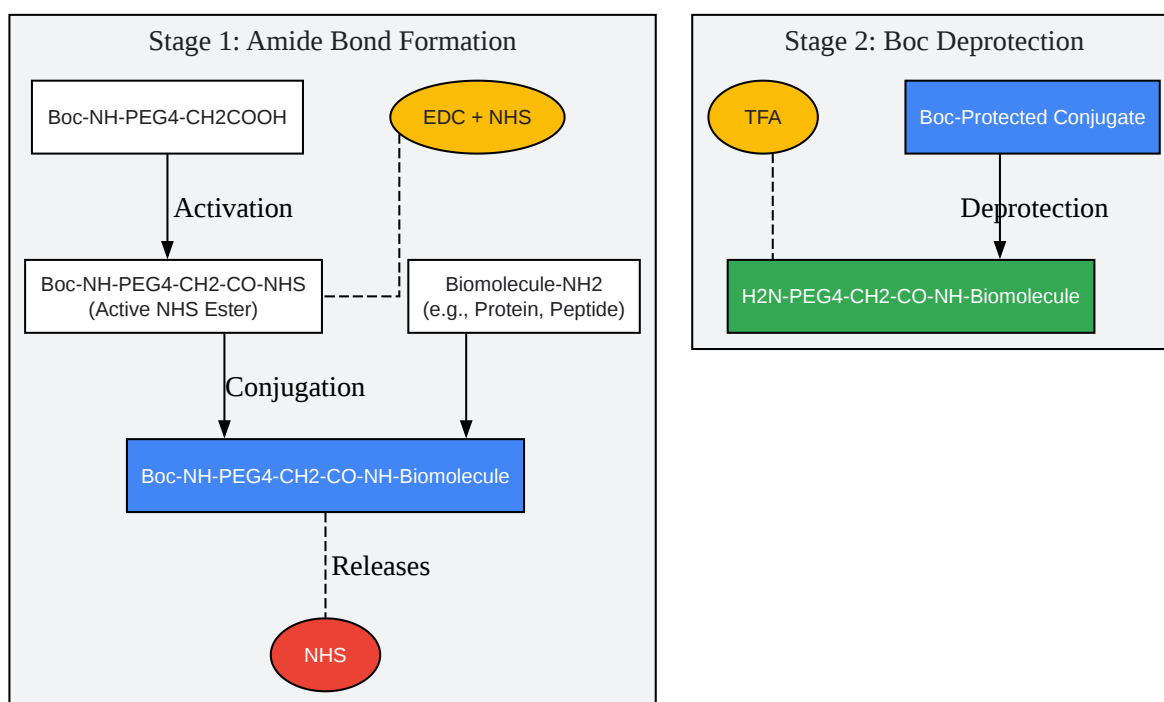 Stage 1: Amide Bond Formation
Boc-NH-PEG4-CH2COOH
EDC + NHS
Activation
Boc-NH-PEG4-CH2-CO-NHS
(Active NHS Ester)
Biomolecule-NH2
(e.g., Protein, Peptide)
Conjugation
Boc-NH-PEG4-CH2-CO-NH-Biomolecule
Releases
NHS
Stage 2: Boc Deprotection
TFA
Boc-Protected Conjugate
Deprotection
H2N-PEG4-CH2-CO-NH-Biomolecule